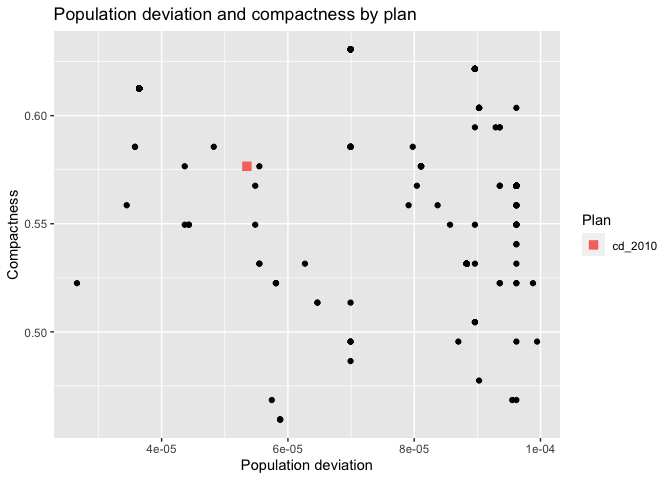 Population deviation and compactness by plan
0.60
0.55
0.50
Compactness
4e-05 6e-05 8e-05 1e-04
Population deviation
Plan
cd_2010